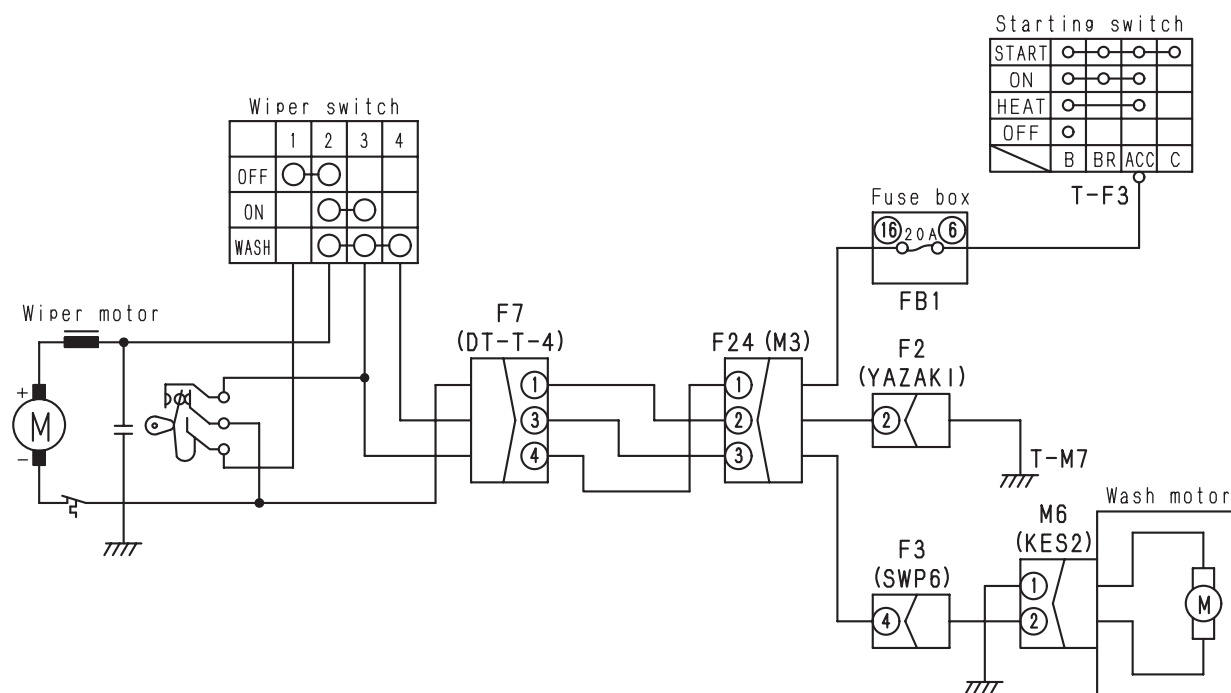 Starting switch
START
ON
HEAT
OFF
B BR ACC C
T-F3
Wiper switch
1 2 3 4
OFF
ON
WASH
Fuse box
16 20A 6
FB1
Wiper motor
+
M
-
F7
(DT-T-4)
1
3
4
F24 (M3)
1
2
3
F2
(YAZAKI)
2
T-M7
Wash motor
M6
(KES2)
1
2
M
F3
(SWP6)
4